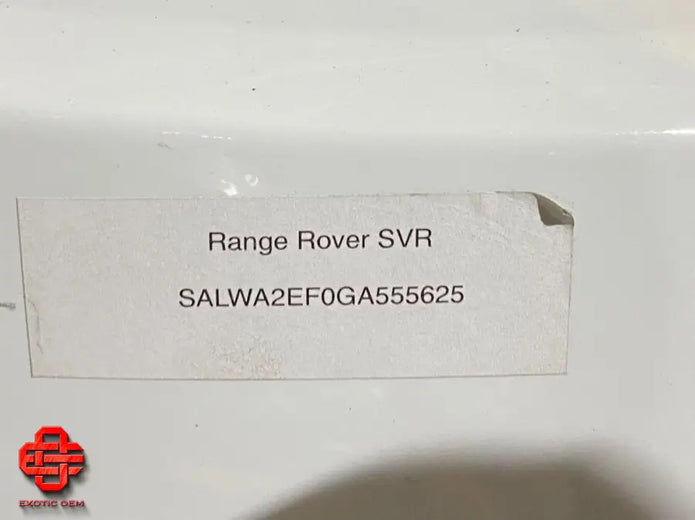 Range Rover SVR
SALWA2EF0GA555625
EXOTIC OEM